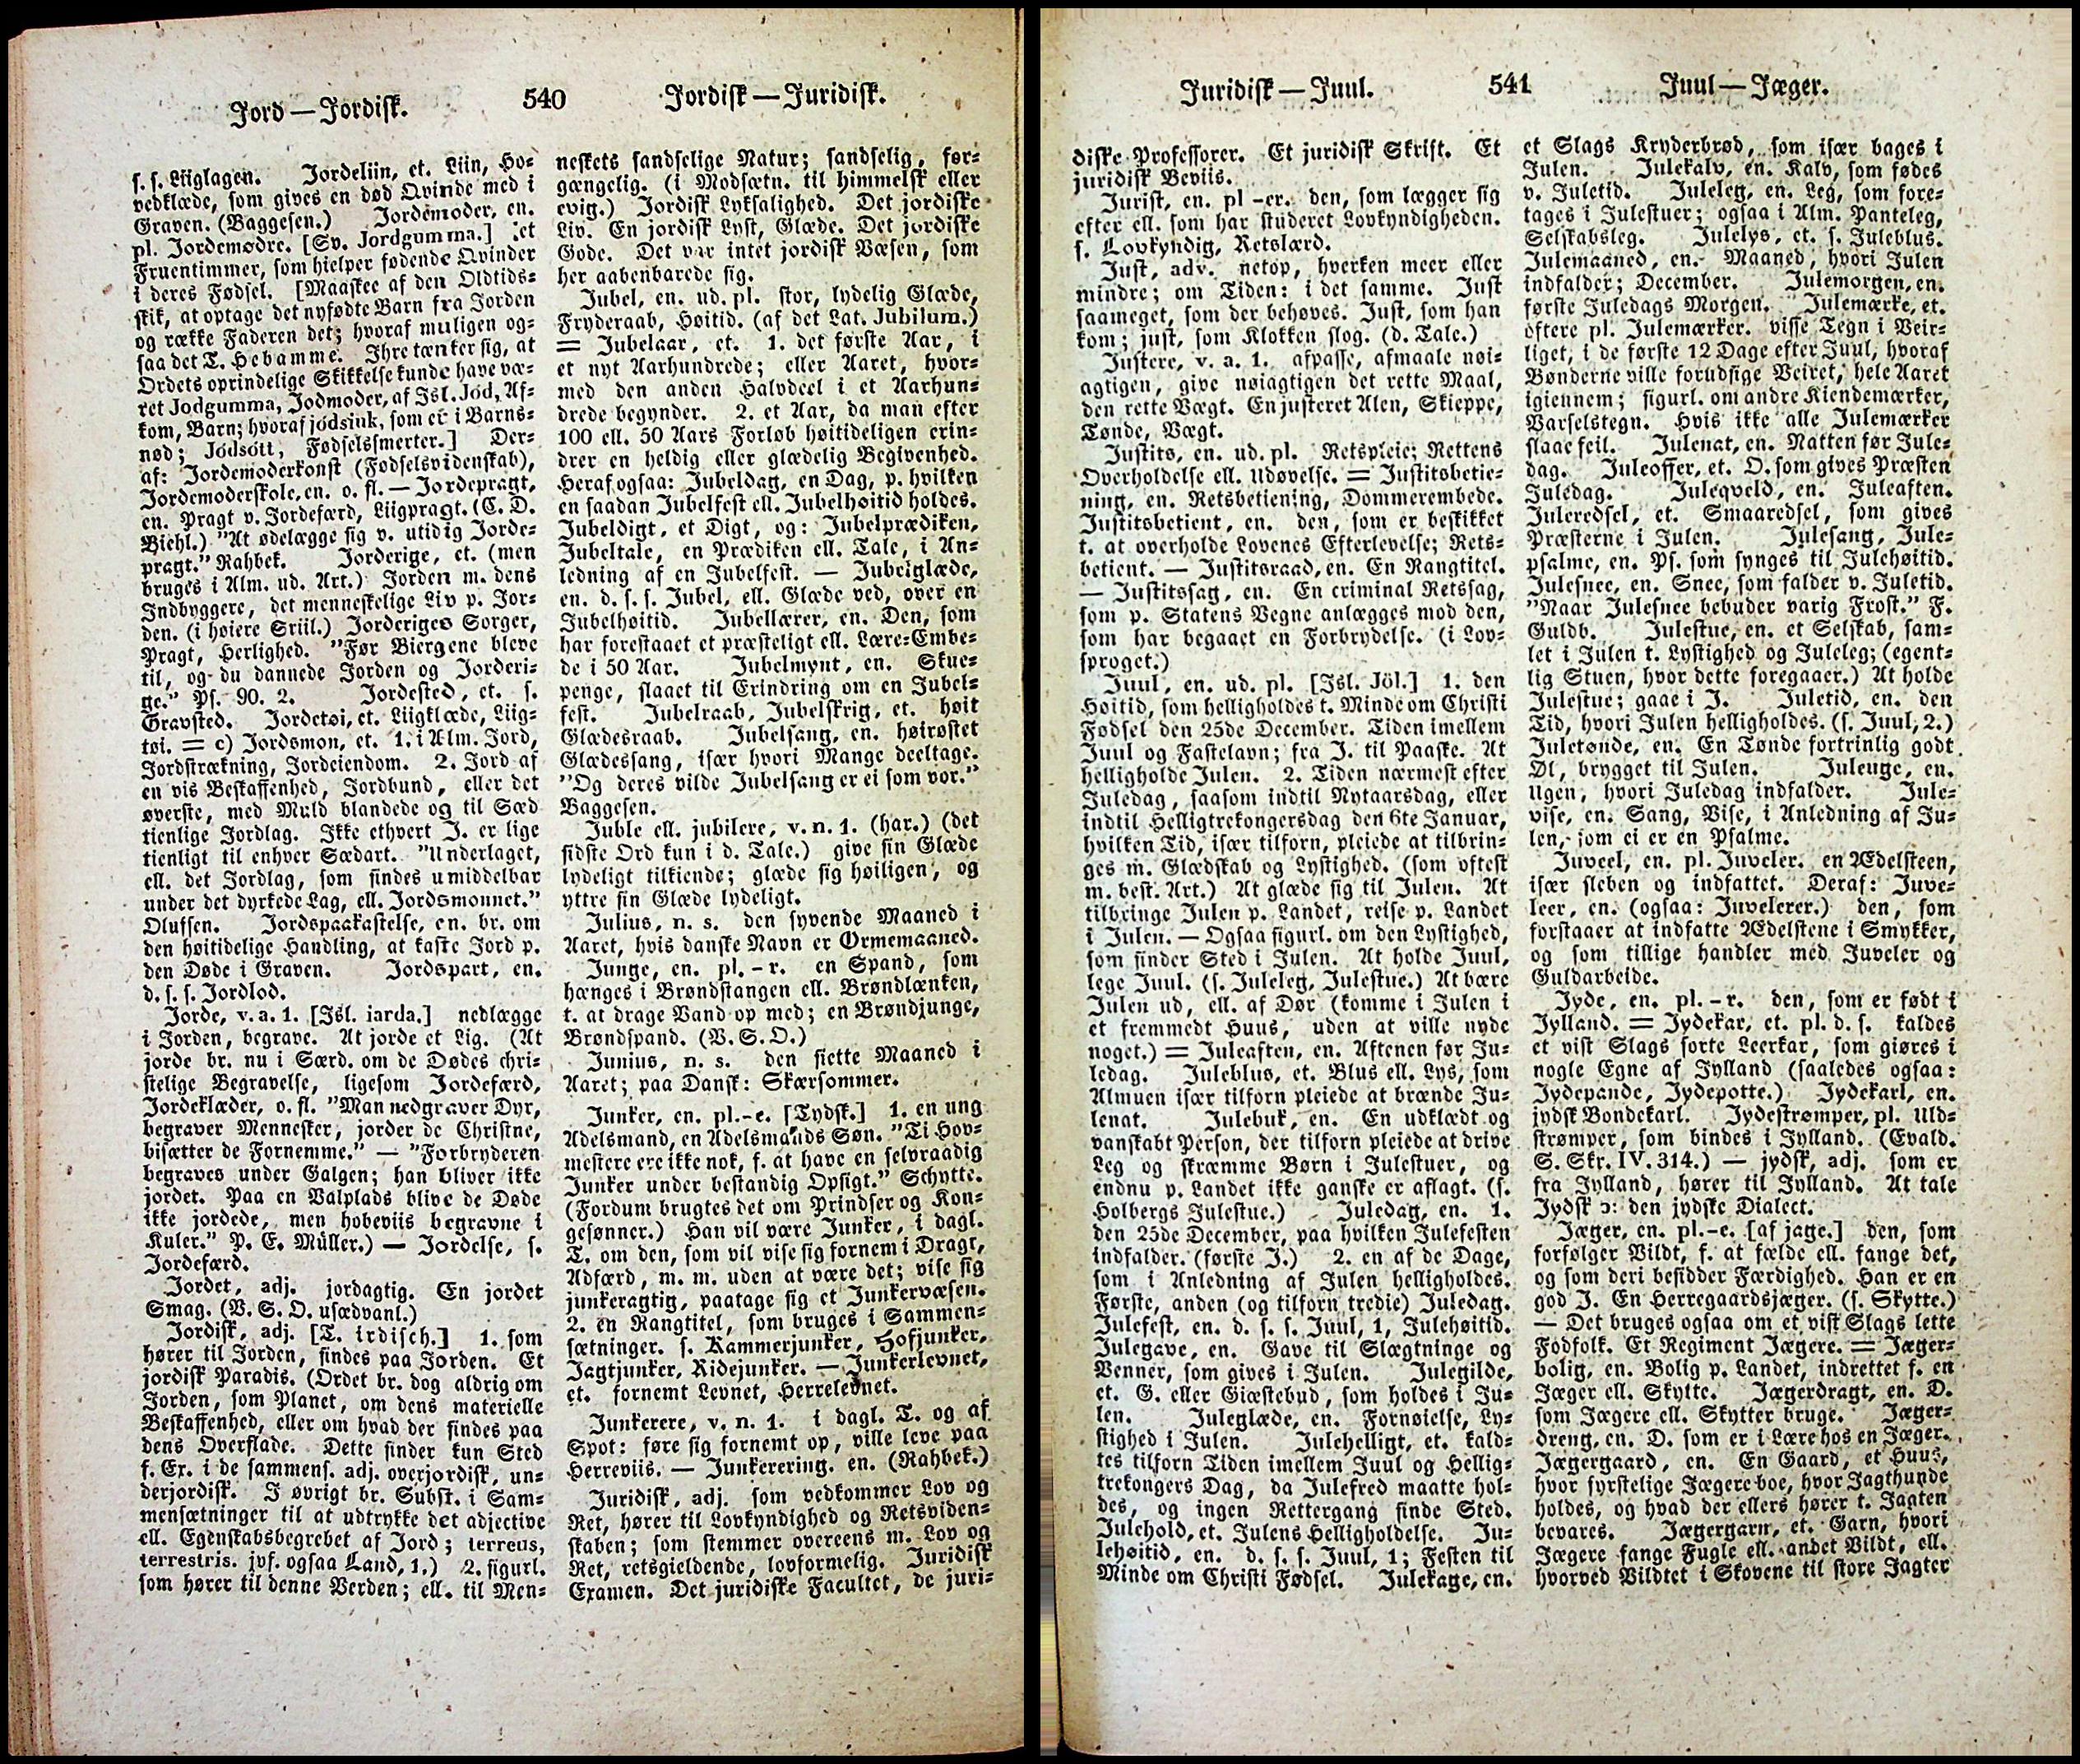 Jord — Jordisk.
540
Jordisk — Juridisk.
s. s. Liiglagen. Jordeliin, et. Liin, Ho-
vedklæde, som gives en død Qvinde med i
Graven. (Baggesen.) Jordemoder, en.
pl. Jordemødre. [Sv. Jordgumma.] et
Fruentimmer, som hielper fødende Qvinder
i deres Fødsel. [Maaskee af den Oldtids-
skik, at optage det nyfødte Barn fra Jorden
og række Faderen det; hvoraf muligen og-
saa det T. Hebamme. Ihre tænker sig, at
Ordets oprindelige Skikkelse kunde have væ-
ret Jodgumma, Jodmoder, af Isl. Jod, Af-
kom, Barn; hvoraf jódsiuk, som er i Barns-
nød; Jódsótt, Fødselssmerter.] Der-
af: Jordemoderkonst (Fødselsvidenskab),
Jordemoderskole, en. o. fl. — Jordepragt,
en. Pragt v. Jordefærd, Liigpragt. (C. D.
Biehl.) "At ødelægge sig v. utidig Jorde-
pragt." Rahbek. Jorderige, et. (men
bruges i Alm. ud. Art.) Jorden m. dens
Indbyggere, det menneskelige Liv p. Jor-
den. (i høiere Stiil.) Jorderiges Sorger,
Pragt, Herlighed. "Før Biergene bleve
til, og du dannede Jorden og Jorderi-
ge." Ps. 90. 2. Jordested, et. s.
Gravsted. Jordetøi, et. Liigklæde, Liig-
tøi. = c) Jordsmon, et. 1. i Alm. Jord,
Jordstrækning, Jordeiendom. 2. Jord af
en vis Beskaffenhed, Jordbund, eller det
øverste, med Muld blandede og til Sæd
tienlige Jordlag. Ikke ethvert J. er lige
tienligt til enhver Sædart. "Underlaget,
ell. det Jordlag, som findes umiddelbar
under det dyrkede Lag, ell. Jordsmonnet."
Olufsen. Jordspaakastelse, en. br. om
den høitidelige Handling, at kaste Jord p.
den Døde i Graven. Jordspart, en.
d. s. s. Jordlod.
Jorde, v. a. 1. [Isl. iarda.] nedlægge
i Jorden, begrave. At jorde et Lig. (At
jorde br. nu i Særd. om de Dødes chri-
stelige Begravelse, ligesom Jordefærd,
Jordeklæder, o. fl. "Man nedgraver Dyr,
begraver Mennesker, jorder de Christne,
bisætter de Fornemme." — "Forbryderen
begraves under Galgen; han bliver ikke
jordet. Paa en Valplads blive de Døde
ikke jordede, men hobeviis begravne i
Kuler." P. E. Müller.) — Jordelse, s.
Jordefærd.
Jordet, adj. jordagtig. En jordet
Smag. (V. S. O. usædvanl.)
Jordisk, adj. [T. irdisch.] 1. som
hører til Jorden, findes paa Jorden. Et
jordisk Paradis. (Ordet br. dog aldrig om
Jorden, som Planet, om dens materielle
Beskaffenhed, eller om hvad der findes paa
dens Overflade. Dette finder kun Sted
f. Ex. i de sammens. adj. overjordisk, un-
derjordisk. I øvrigt br. Subst. i Sam-
mensætninger til at udtrykke det adjective
ell. Egenskabsbegrebet af Jord; terreus,
terrestris. jvf. ogsaa Land, 1.) 2. figurl.
som hører til denne Verden; ell. til Men-
neskets sandselige Natur; sandselig, for-
gængelig. (i Modsætn. til himmelsk eller
evig.) Jordisk Lyksalighed. Det jordiske
Liv. En jordisk Lyst, Glæde. Det jordiske
Gode. Det var intet jordisk Væsen, som
her aabenbarede sig.
Jubel, en. ud. pl. stor, lydelig Glæde,
Fryderaab, Høitid. (af det Lat. Jubilum.)
= Jubelaar, et. 1. det første Aar, i
et nyt Aarhundrede; eller Aaret, hvor-
med den anden Halvdeel i et Aarhun-
drede begynder. 2. et Aar, da man efter
100 ell. 50 Aars Forløb høitideligen erin-
drer en heldig eller glædelig Begivenhed.
Heraf ogsaa: Jubeldag, en Dag, p. hvilken
en saadan Jubelfest ell. Jubelhøitid holdes.
Jubeldigt, et Digt, og: Jubelprædiken,
Jubeltale, en Prædiken ell. Tale, i An-
ledning af en Jubelfest. — Jubelglæde,
en. d. s. s. Jubel, ell. Glæde ved, over en
Jubelhøitid. Jubellærer, en. Den, som
har forestaaet et præsteligt ell. Lære-Embe-
de i 50 Aar. Jubelmynt, en. Skue-
penge, slaaet til Erindring om en Jubel-
fest. Jubelraab, Jubelskrig, et. høit
Glædesraab. Jubelsang, en. høirøstet
Glædessang, især hvori Mange deeltage.
"Og deres vilde Jubelsang er ei som vor."
Baggesen.
Juble ell. jubilere, v. n. 1. (har.) (det
sidste Ord kun i d. Tale.) give sin Glæde
lydeligt tilkiende; glæde sig høiligen, og
yttre sin Glæde lydeligt.
Julius, n. s. den syvende Maaned i
Aaret, hvis danske Navn er Ormemaaned.
Junge, en. pl. -r. en Spand, som
hænges i Brøndstangen ell. Brøndlænken,
t. at drage Vand op med; en Brøndjunge,
Brøndspand. (V. S. O.)
Junius, n. s. den siette Maaned i
Aaret; paa Dansk: Skærsommer.
Junker, en. pl. -e. [Tydsk.] 1. en ung
Adelsmand, en Adelsmands Søn. "Ti Hov-
mestere ere ikke nok, f. at have en selvraadig
Junker under bestandig Opsigt." Schytte.
(Fordum brugtes det om Prindser og Kon-
gesønner.) Han vil være Junker, i dagl.
T. om den, som vil vise sig fornem i Dragt,
Adfærd, m. m. uden at være det; vise sig
junkeragtig, paatage sig et Junkervæsen.
2. en Rangtitel, som bruges i Sammen-
sætninger. s. Kammerjunker, Hofjunker,
Jagtjunker, Ridejunker. — Junkerlevnet,
et. fornemt Levnet, Herrelevnet.
Junkerere, v. n. 1. i dagl. T. og af
Spot: føre sig fornemt op, ville leve paa
Herreviis. — Junkerering. en. (Rahbek.)
Juridisk, adj. som vedkommer Lov og
Ret, hører til Lovkyndighed og Retsviden-
skaben; som stemmer overeens m. Lov og
Ret, retsgieldende, lovformelig. Juridisk
Examen. Det juridiske Facultet, de juri-
Juridisk — Juul.
541
Juul — Jæger.
diske Professorer. Et juridisk Skrift. Et
juridisk Beviis.
Jurist, en. pl -er. den, som lægger sig
efter ell. som har studeret Lovkyndigheden.
s. Lovkyndig, Retslærd.
Just, adv. netop, hverken meer eller
mindre; om Tiden: i det samme. Just
saameget, som der behøves. Just, som han
kom; just, som Klokken slog. (d. Tale.)
Justere, v. a. 1. afpasse, afmaale nøi-
agtigen, give nøiagtigen det rette Maal,
den rette Vægt. En justeret Alen, Skieppe,
Tønde, Vægt.
Justits, en. ud. pl. Retspleie; Rettens
Overholdelse ell. Udøvelse. = Justitsbetie-
ning, en. Retsbetiening, Dommerembede.
Justitsbetient, en. den, som er beskikket
t. at overholde Lovenes Efterlevelse; Rets-
betient. — Justitsraad, en. En Rangtitel.
— Justitssag, en. En criminal Retssag,
som p. Statens Vegne anlægges mod den,
som har begaaet en Forbrydelse. (i Lov-
sproget.)
Juul, en. ud. pl. [Isl. Jól.] 1. den
Høitid, som helligholdes t. Minde om Christi
Fødsel den 25de December. Tiden imellem
Juul og Fastelavn; fra J. til Paaske. At
helligholde Julen. 2. Tiden nærmest efter
Juledag, saasom indtil Nytaarsdag, eller
indtil Helligtrekongersdag den 6te Januar,
hvilken Tid, især tilforn, pleiede at tilbrin-
ges m. Glædskab og Lystighed. (som oftest
m. best. Art.) At glæde sig til Julen. At
tilbringe Julen p. Landet, reise p. Landet
i Julen. — Ogsaa figurl. om den Lystighed,
som finder Sted i Julen. At holde Juul,
lege Juul. (s. Juleleg, Julestue.) At bære
Julen ud, ell. af Dør (komme i Julen i
et fremmedt Huus, uden at ville nyde
noget.) = Juleaften, en. Aftenen før Ju-
ledag. Juleblus, et. Blus ell. Lys, som
Almuen især tilforn pleiede at brænde Ju-
lenat. Julebuk, en. En udklædt og
vanskabt Person, der tilforn pleiede at drive
Leg og skræmme Børn i Julestuer, og
endnu p. Landet ikke ganske er aflagt. (s.
Holbergs Julestue.) Juledag, en. 1.
den 25de December, paa hvilken Julefesten
indfalder. (første J.) 2. en af de Dage,
som i Anledning af Julen helligholdes.
Første, anden (og tilforn tredie) Juledag.
Julefest, en. d. s. s. Juul, 1, Julehøitid.
Julegave, en. Gave til Slægtninge og
Venner, som gives i Julen. Julegilde,
et. G. eller Giæstebud, som holdes i Ju-
len. Juleglæde, en. Fornøielse, Ly-
stighed i Julen. Julehelligt, et. kald-
tes tilforn Tiden imellem Juul og Hellig-
trekongers Dag, da Julefred maatte hol-
des, og ingen Rettergang finde Sted.
Julehold, et. Julens Helligholdelse. Ju-
lehøitid, en. d. s. s. Juul, 1; Festen til
Minde om Christi Fødsel. Julekage, en.
et Slags Kryderbrød, som især bages i
Julen. Julekalv, en. Kalv, som fødes
v. Juletid. Juleleg, en. Leg, som fore-
tages i Julestuer; ogsaa i Alm. Panteleg,
Selskabsleg. Julelys, et. s. Juleblus.
Julemaaned, en. Maaned, hvori Julen
indfalder; December. Julemorgen, en.
første Juledags Morgen. Julemærke, et.
oftere pl. Julemærker. visse Tegn i Veir-
liget, i de første 12 Dage efter Juul, hvoraf
Bønderne ville forudsige Veiret, hele Aaret
igiennem; figurl. om andre Kiendemærker,
Varselstegn. Hvis ikke alle Julemærker
slaae feil. Julenat, en. Natten før Jule-
dag. Juleoffer, et. O. som gives Præsten
Juledag. Juleqveld, en. Juleaften.
Juleredsel, et. Smaaredsel, som gives
Præsterne i Julen. Julesang, Jule-
psalme, en. Ps. som synges til Julehøitid.
Julesnee, en. Snee, som falder v. Juletid.
"Naar Julesnee bebuder varig Frost." F.
Guldb. Julestue, en. et Selskab, sam-
let i Julen t. Lystighed og Juleleg; (egent-
lig Stuen, hvor dette foregaaer.) At holde
Julestue; gaae i J. Juletid, en. den
Tid, hvori Julen helligholdes. (s. Juul, 2.)
Juletønde, en. En Tønde fortrinlig godt
Øl, brygget til Julen. Juleuge, en.
Ugen, hvori Juledag indfalder. Jule-
vise, en. Sang, Vise, i Anledning af Ju-
len, som ei er en Psalme.
Juveel, en. pl. Juveler. en Ædelsteen,
især sleben og indfattet. Deraf: Juve-
leer, en. (ogsaa: Juvelerer.) den, som
forstaaer at indfatte Ædelstene i Smykker,
og som tillige handler med Juveler og
Guldarbeide.
Jyde, en. pl. -r. den, som er født i
Jylland. = Jydekar, et. pl. d. s. kaldes
et vist Slags sorte Leerkar, som giøres i
nogle Egne af Jylland (saaledes ogsaa:
Jydepande, Jydepotte.) Jydekarl, en.
jydsk Bondekarl. Jydestrømper, pl. Uld-
strømper, som bindes i Jylland. (Evald.
S. Skr. IV. 314.) — jydsk, adj. som er
fra Jylland, hører til Jylland. At tale
Jydsk ɔ: den jydske Dialect.
Jæger, en. pl. -e. [af jage.] den, som
forfølger Vildt, f. at fælde ell. fange det,
og som deri besidder Færdighed. Han er en
god J. En Herregaardsjæger. (s. Skytte.)
— Det bruges ogsaa om et vist Slags lette
Fodfolk. Et Regiment Jægere. = Jæger-
bolig, en. Bolig p. Landet, indrettet f. en
Jæger ell. Skytte. Jægerdragt, en. D.
som Jægere ell. Skytter bruge. Jæger-
dreng, en. D. som er i Lære hos en Jæger.
Jægergaard, en. En Gaard, et Huus,
hvor fyrstelige Jægere boe, hvor Jagthunde
holdes, og hvad der ellers hører t. Jagten
bevares. Jægergarn, et. Garn, hvori
Jægere fange Fugle ell. andet Vildt, ell.
hvorved Vildtet i Skovene til store Jagter